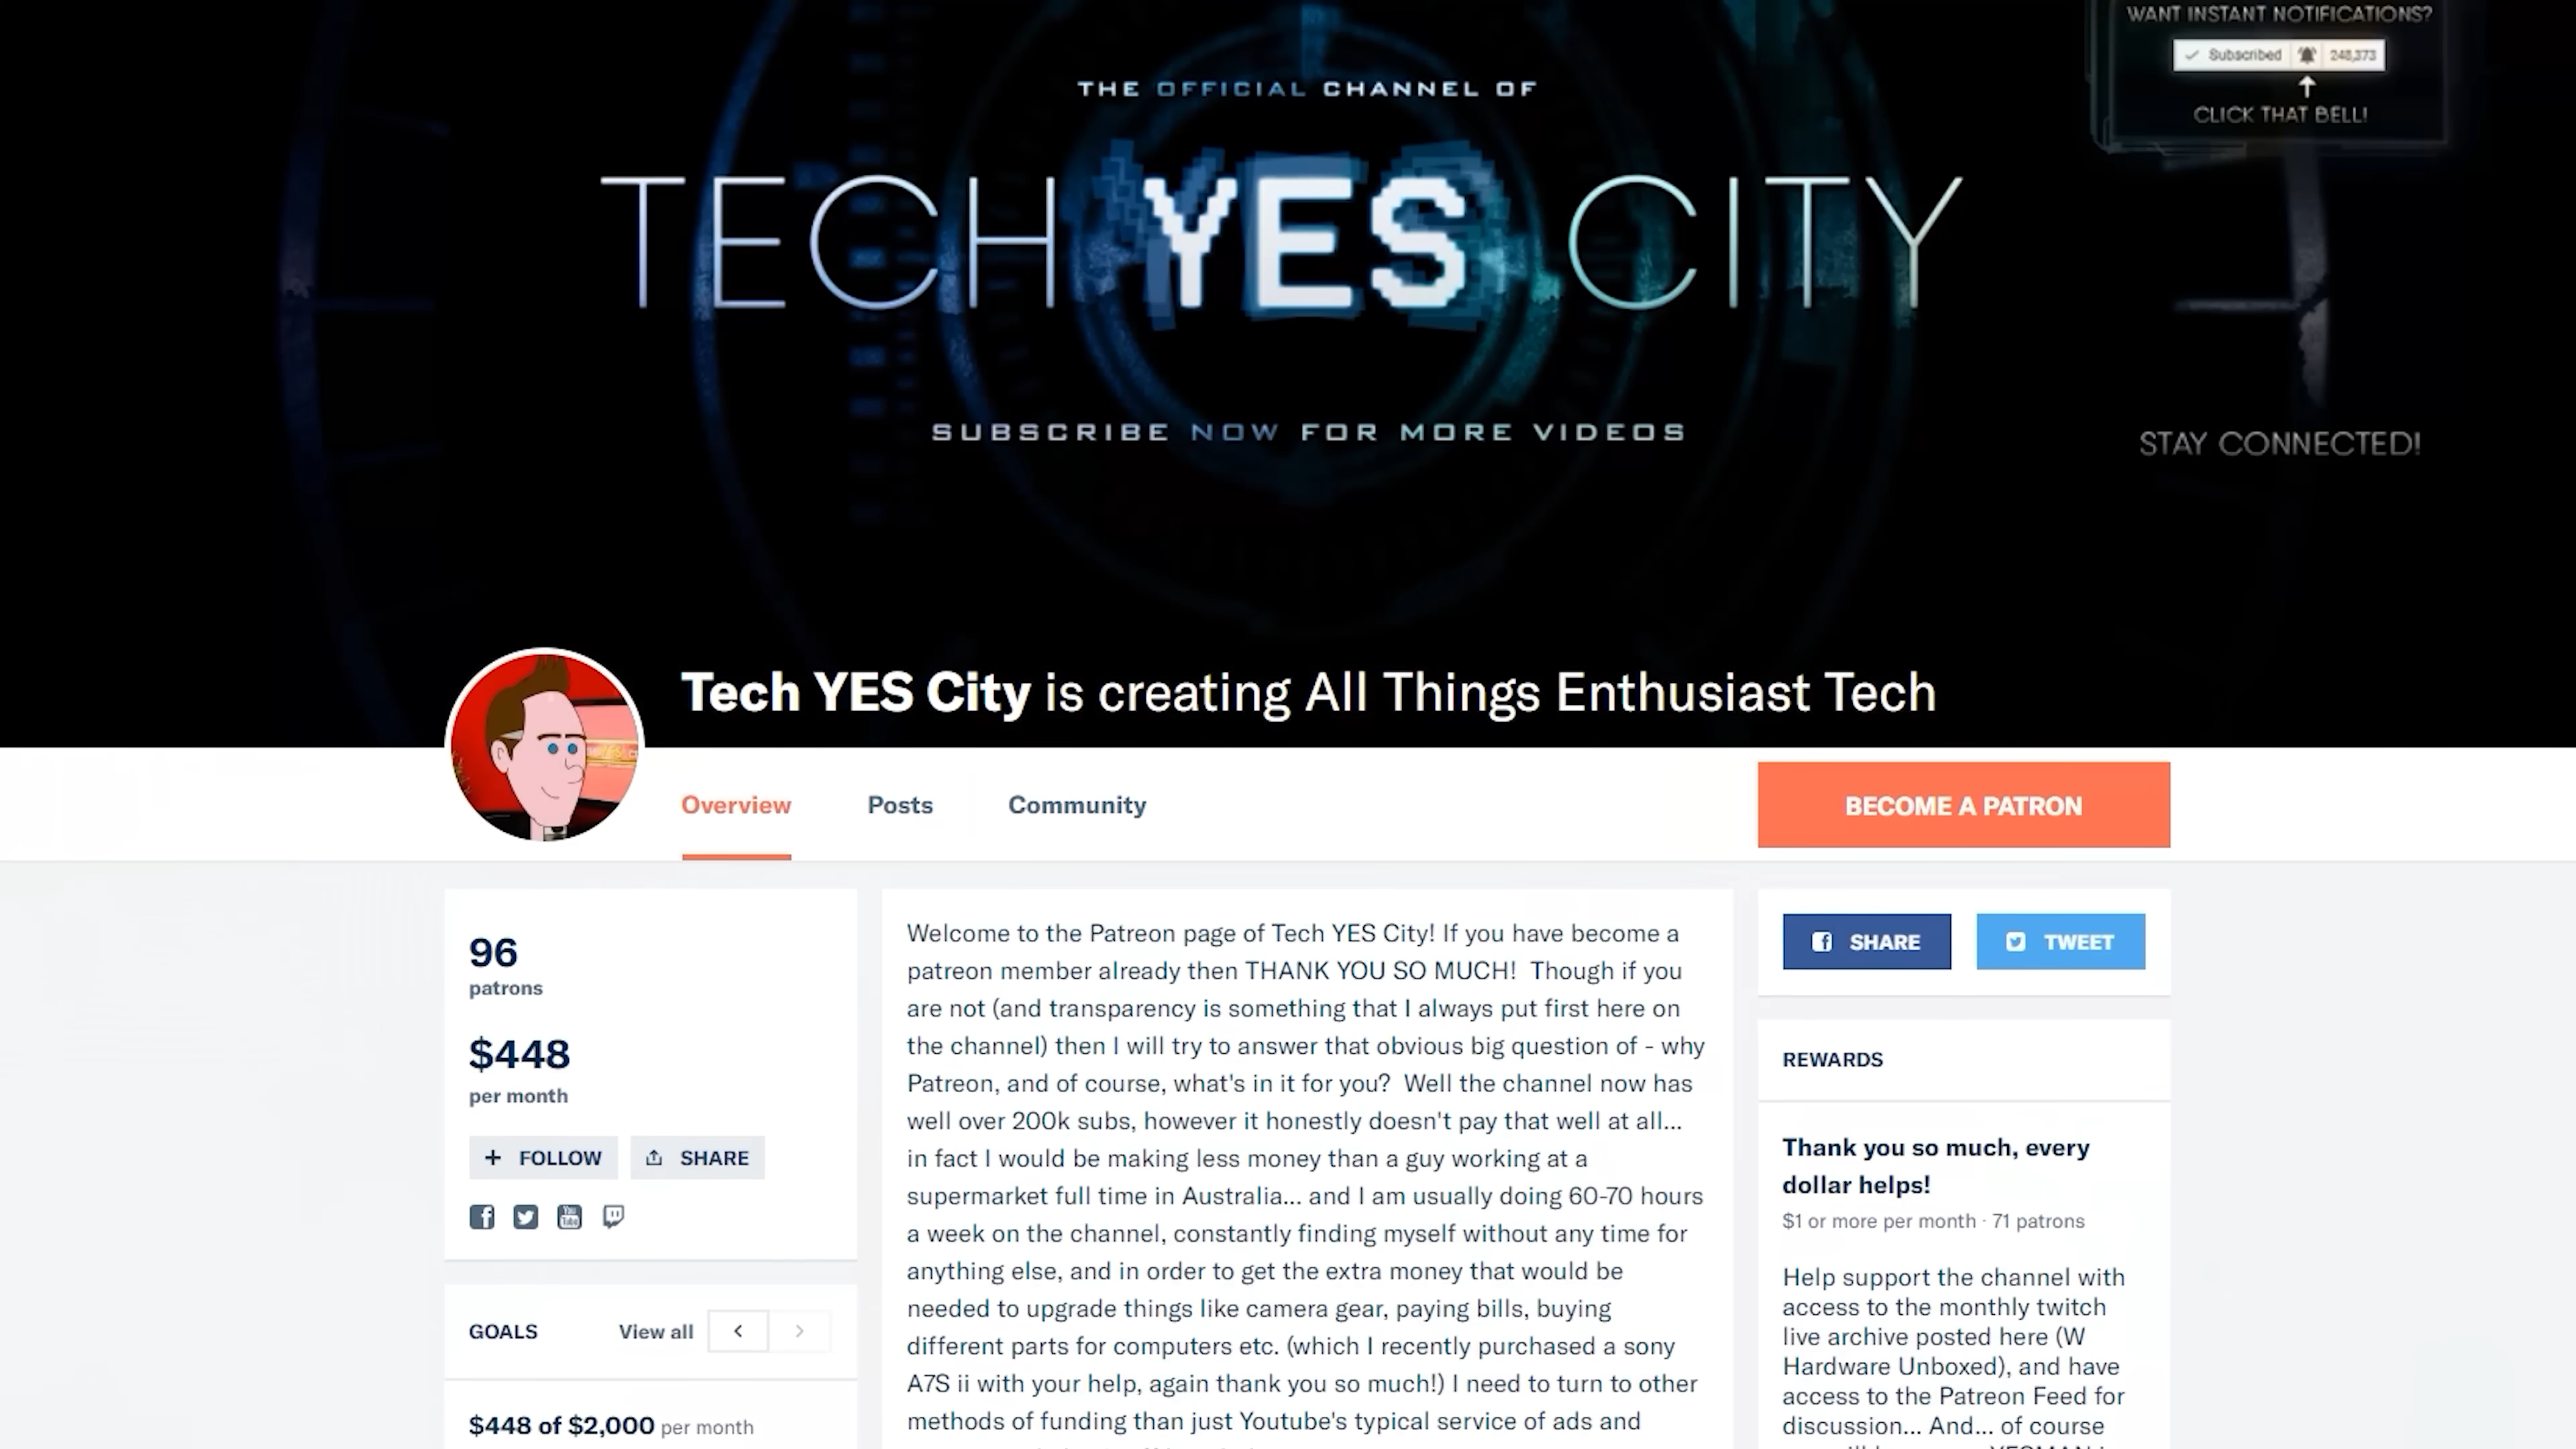 WANT INSTANT NOTIFICATIONS?
Subscribed 248,373
CLICK THAT BELL!
THE OFFICIAL CHANNEL OF
TECH YES CITY
SUBSCRIBE NOW FOR MORE VIDEOS
STAY CONNECTED!
Tech YES City is creating All Things Enthusiast Tech
Overview Posts Community
BECOME A PATRON
96
patrons
$448
per month
+ FOLLOW SHARE
GOALS View all
$448 of $2,000 per month
Welcome to the Patreon page of Tech YES City! If you have become a
patreon member already then THANK YOU SO MUCH! Though if you
are not (and transparency is something that I always put first here on
the channel) then I will try to answer that obvious big question of - why
Patreon, and of course, what's in it for you? Well the channel now has
well over 200k subs, however it honestly doesn't pay that well at all...
in fact I would be making less money than a guy working at a
supermarket full time in Australia... and I am usually doing 60-70 hours
a week on the channel, constantly finding myself without any time for
anything else, and in order to get the extra money that would be
needed to upgrade things like camera gear, paying bills, buying
different parts for computers etc. (which I recently purchased a sony
A7S ii with your help, again thank you so much!) I need to turn to other
methods of funding than just Youtube's typical service of ads and
SHARE TWEET
REWARDS
Thank you so much, every
dollar helps!
$1 or more per month · 71 patrons
Help support the channel with
access to the monthly twitch
live archive posted here (W
Hardware Unboxed), and have
access to the Patreon Feed for
discussion... And... of course